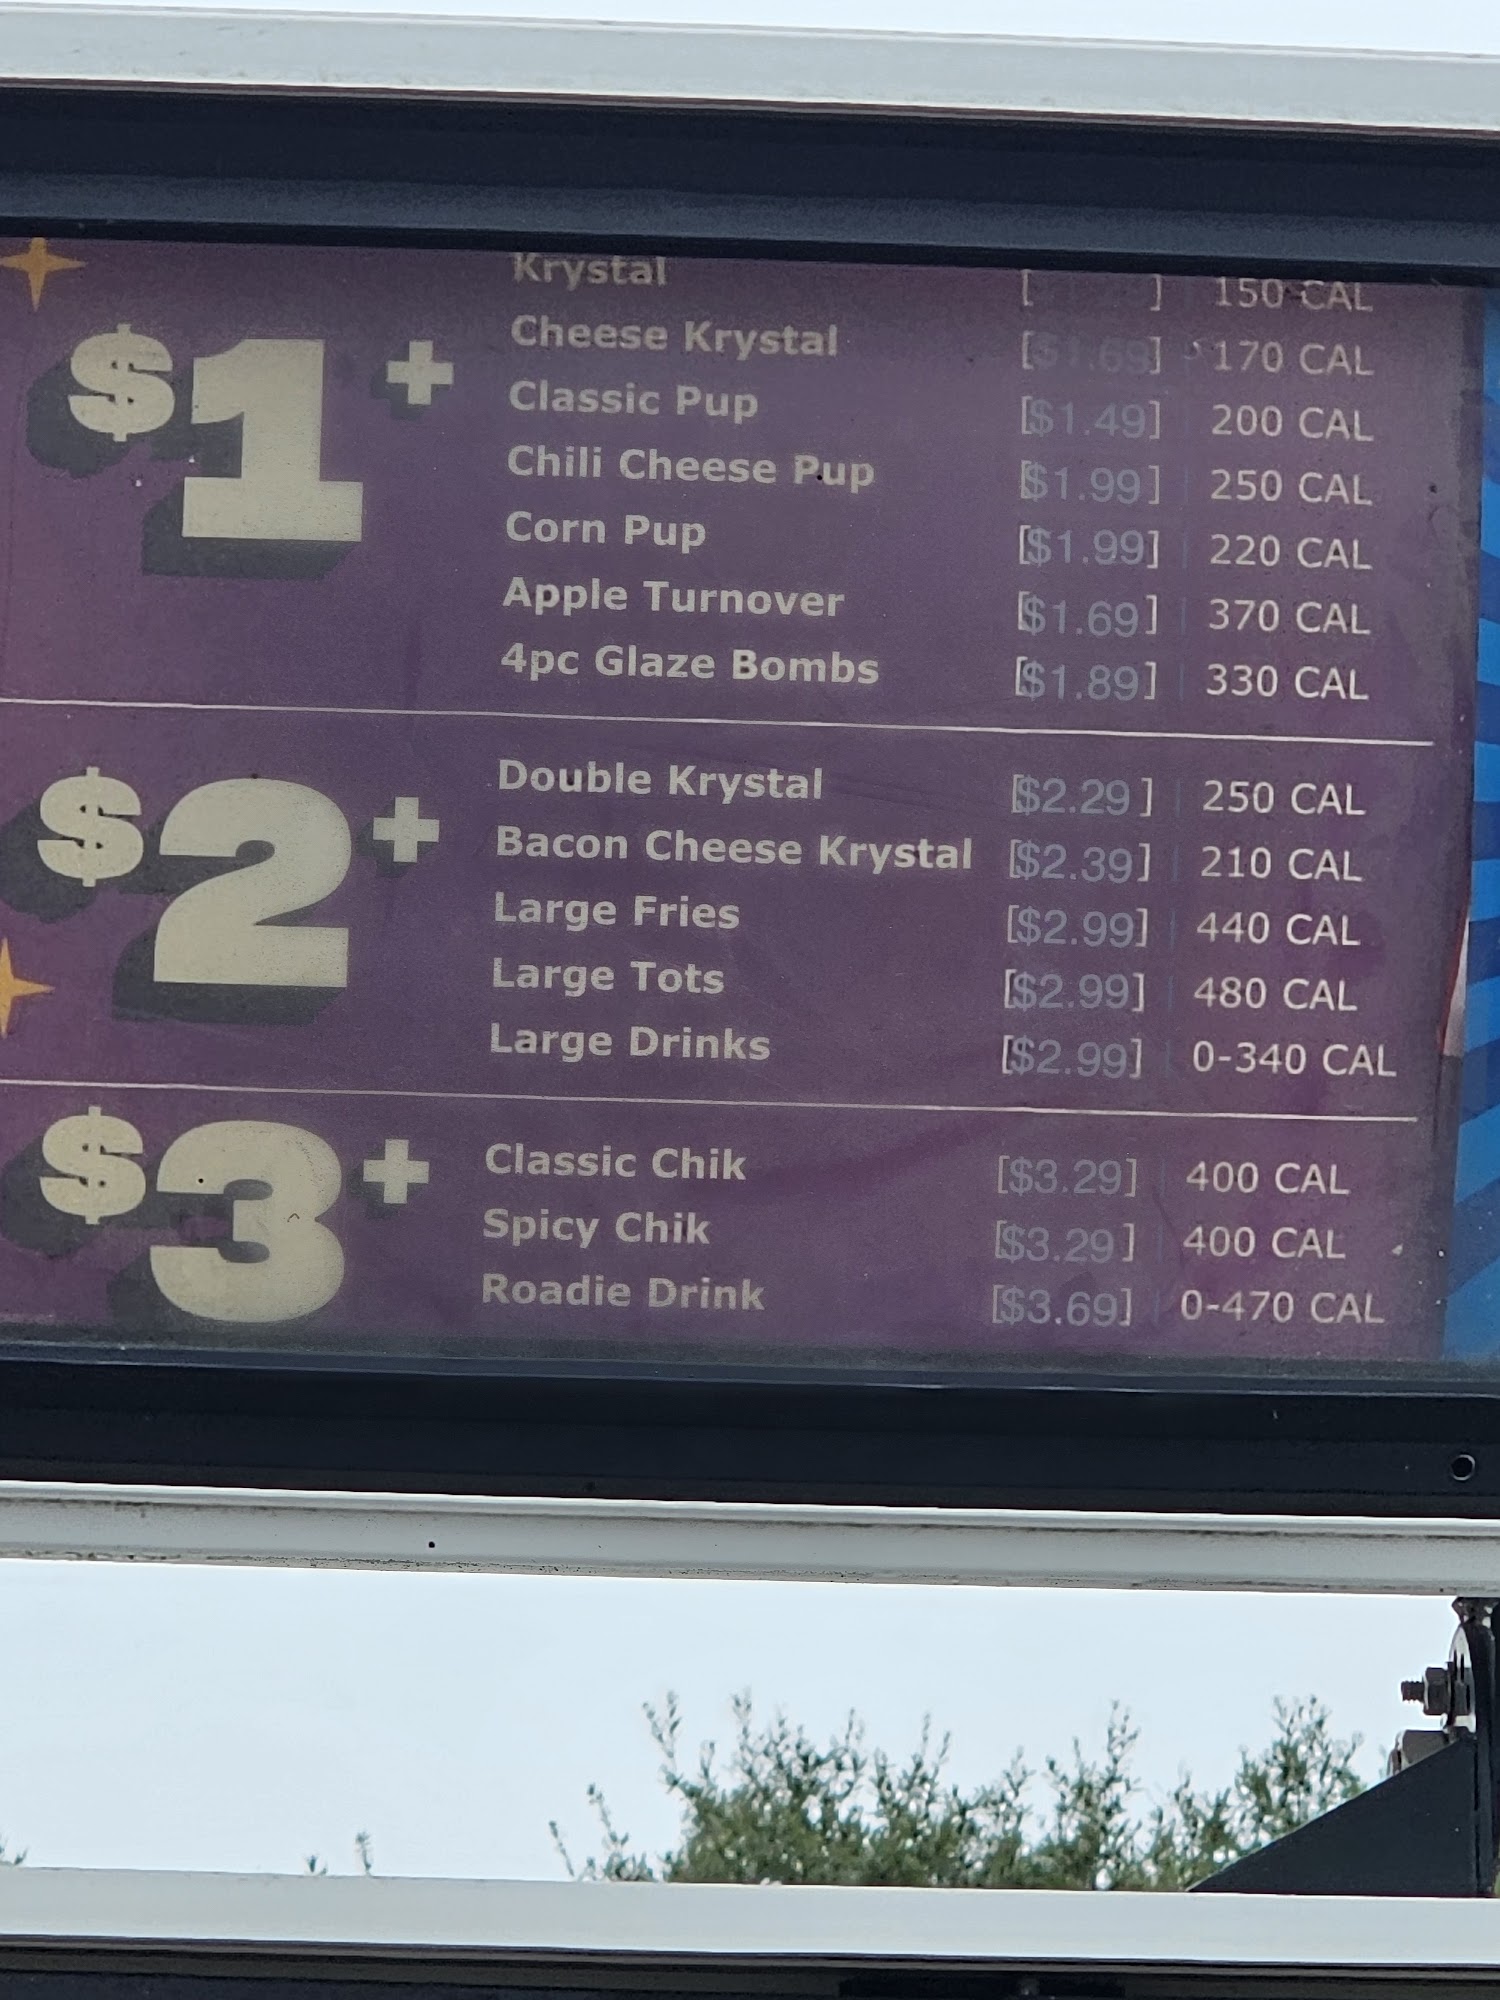 $1+
Krystal [ ] 150 CAL
Cheese Krystal [$1.69] 170 CAL
Classic Pup [$1.49] 200 CAL
Chili Cheese Pup [$1.99] 250 CAL
Corn Pup [$1.99] 220 CAL
Apple Turnover [$1.69] 370 CAL
4pc Glaze Bombs [$1.89] 330 CAL
$2+
Double Krystal [$2.29] 250 CAL
Bacon Cheese Krystal [$2.39] 210 CAL
Large Fries [$2.99] 440 CAL
Large Tots [$2.99] 480 CAL
Large Drinks [$2.99] 0-340 CAL
$3+
Classic Chik [$3.29] 400 CAL
Spicy Chik [$3.29] 400 CAL
Roadie Drink [$3.69] 0-470 CAL